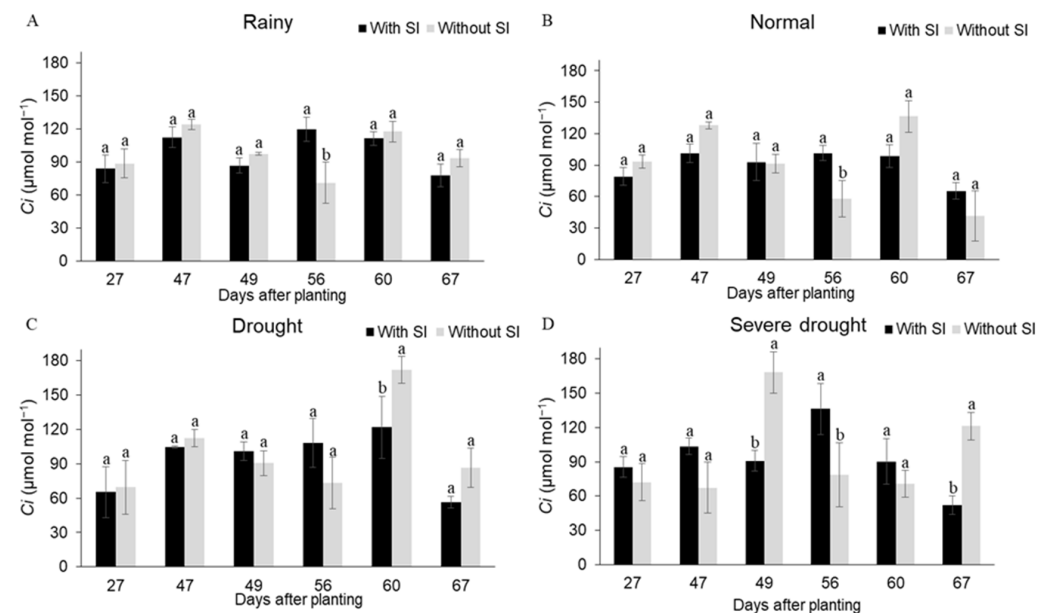 A Rainy With SI Without SI
Ci (µmol mol⁻¹)
180
150
120
90
60
30
0
a a a a a a a b a a a a
27 47 49 56 60 67
Days after planting
B Normal With SI Without SI
Ci (µmol mol⁻¹)
180
150
120
90
60
30
0
a a a a a a a b a a a a
27 47 49 56 60 67
Days after planting
C Drought With SI Without SI
Ci (µmol mol⁻¹)
180
150
120
90
60
30
0
a a a a a a a a b a a a
27 47 49 56 60 67
Days after planting
D Severe drought With SI Without SI
Ci (µmol mol⁻¹)
180
150
120
90
60
30
0
a a a a b a a b a a b a
27 47 49 56 60 67
Days after planting